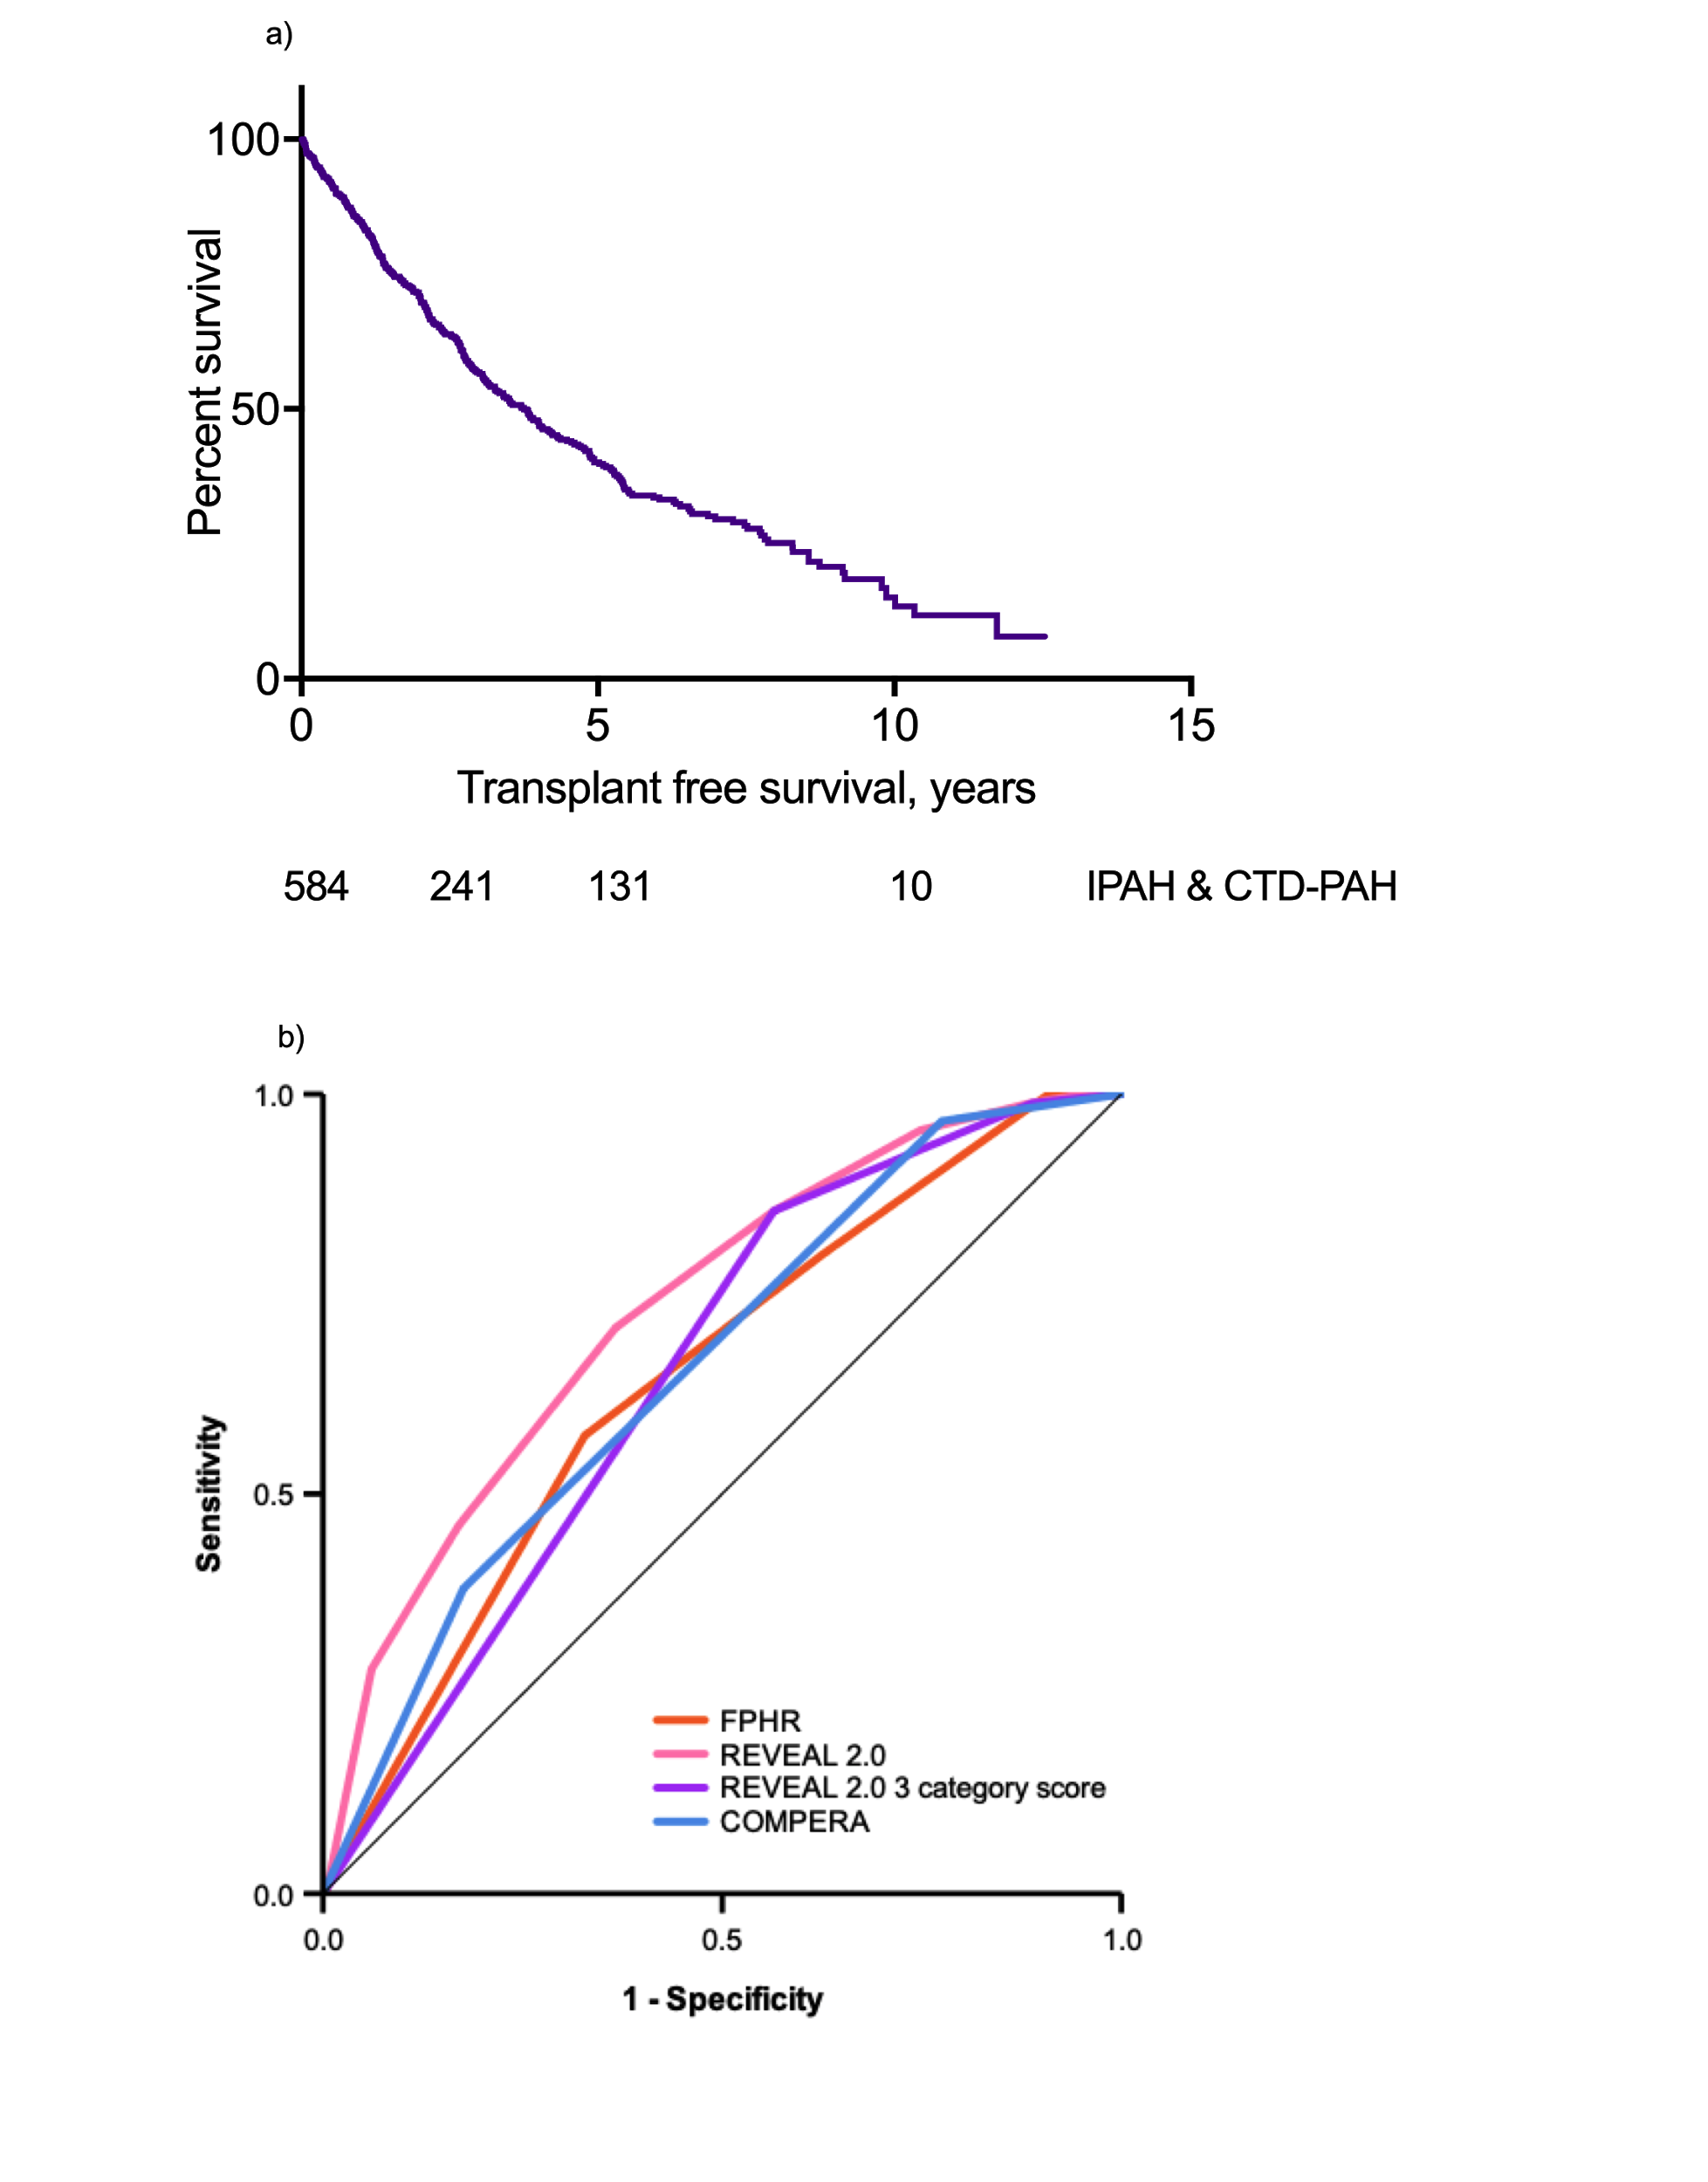 a)
100
50
0
Percent survival
0 5 10 15
Transplant free survival, years
584 241 131 10 IPAH & CTD-PAH
b)
1.0
0.5
0.0
Sensitivity
FPHR
REVEAL 2.0
REVEAL 2.0 3 category score
COMPERA
0.0 0.5 1.0
1 - Specificity